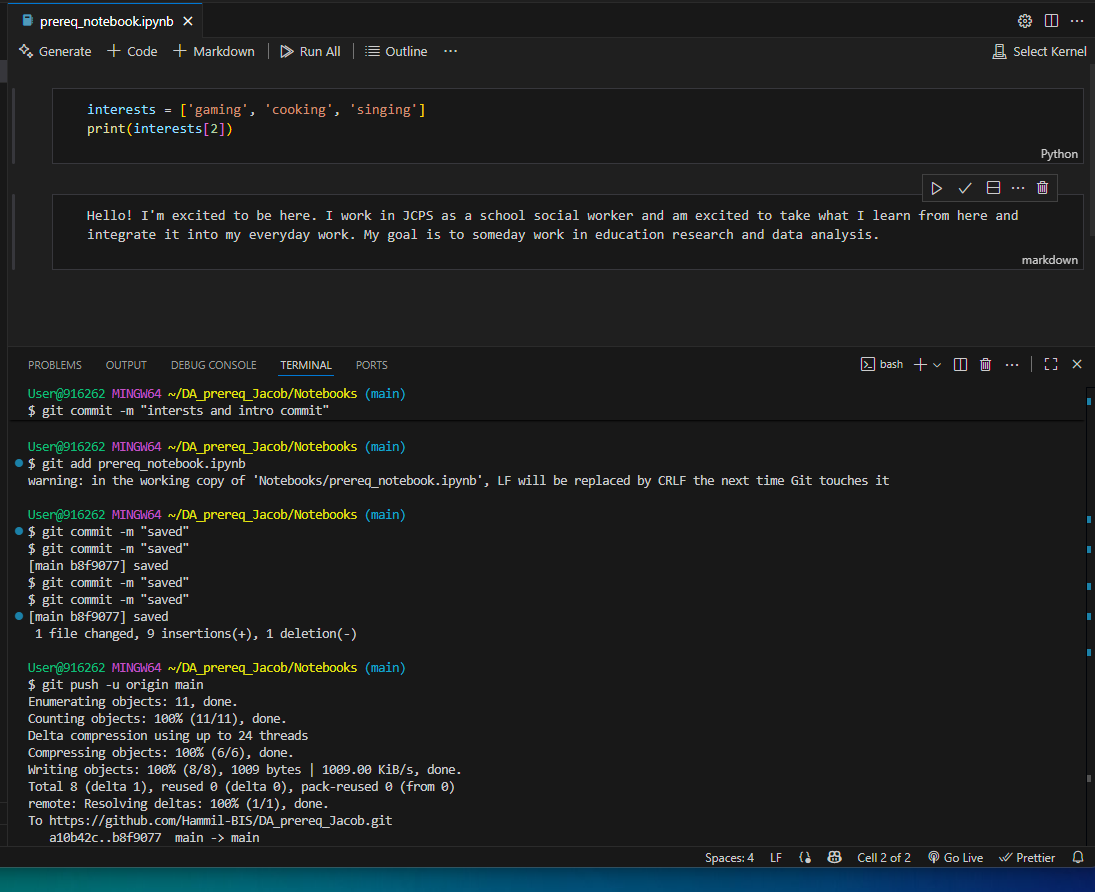 prereq_notebook.ipynb
Generate Code Markdown Run All Outline ... Select Kernel
interests = ['gaming', 'cooking', 'singing']
print(interests[2])
Python
Hello! I'm excited to be here. I work in JCPS as a school social worker and am excited to take what I learn from here and
integrate it into my everyday work. My goal is to someday work in education research and data analysis.
markdown
PROBLEMS OUTPUT DEBUG CONSOLE TERMINAL PORTS bash
User@916262 MINGW64 ~/DA_prereq_Jacob/Notebooks (main)
$ git commit -m "intersts and intro commit"
User@916262 MINGW64 ~/DA_prereq_Jacob/Notebooks (main)
$ git add prereq_notebook.ipynb
warning: in the working copy of 'Notebooks/prereq_notebook.ipynb', LF will be replaced by CRLF the next time Git touches it
User@916262 MINGW64 ~/DA_prereq_Jacob/Notebooks (main)
$ git commit -m "saved"
$ git commit -m "saved"
[main b8f9077] saved
$ git commit -m "saved"
$ git commit -m "saved"
[main b8f9077] saved
1 file changed, 9 insertions(+), 1 deletion(-)
User@916262 MINGW64 ~/DA_prereq_Jacob/Notebooks (main)
$ git push -u origin main
Enumerating objects: 11, done.
Counting objects: 100% (11/11), done.
Delta compression using up to 24 threads
Compressing objects: 100% (6/6), done.
Writing objects: 100% (8/8), 1009 bytes | 1009.00 KiB/s, done.
Total 8 (delta 1), reused 0 (delta 0), pack-reused 0 (from 0)
remote: Resolving deltas: 100% (1/1), done.
To https://github.com/Hammil-BIS/DA_prereq_Jacob.git
a10b42c..b8f9077 main -> main
Spaces: 4 LF Cell 2 of 2 Go Live Prettier